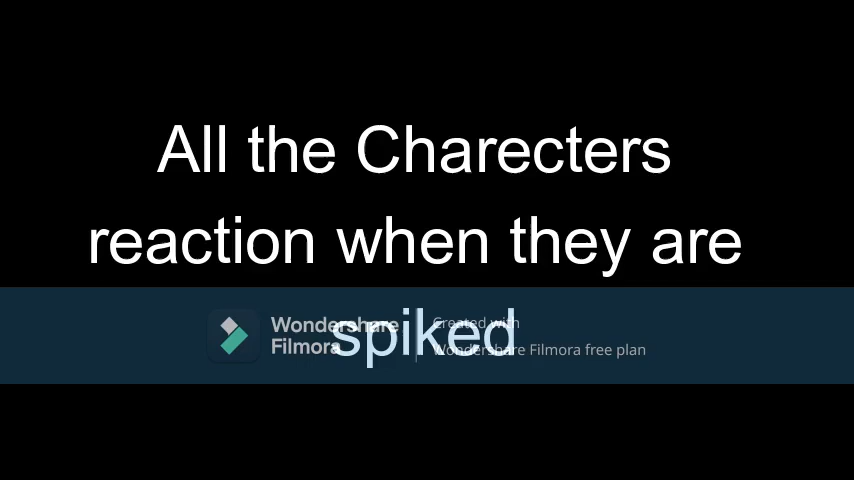 All the Charecters
reaction when they are
spiked
Wondershare
Filmora
Created with
Wondershare Filmora free plan